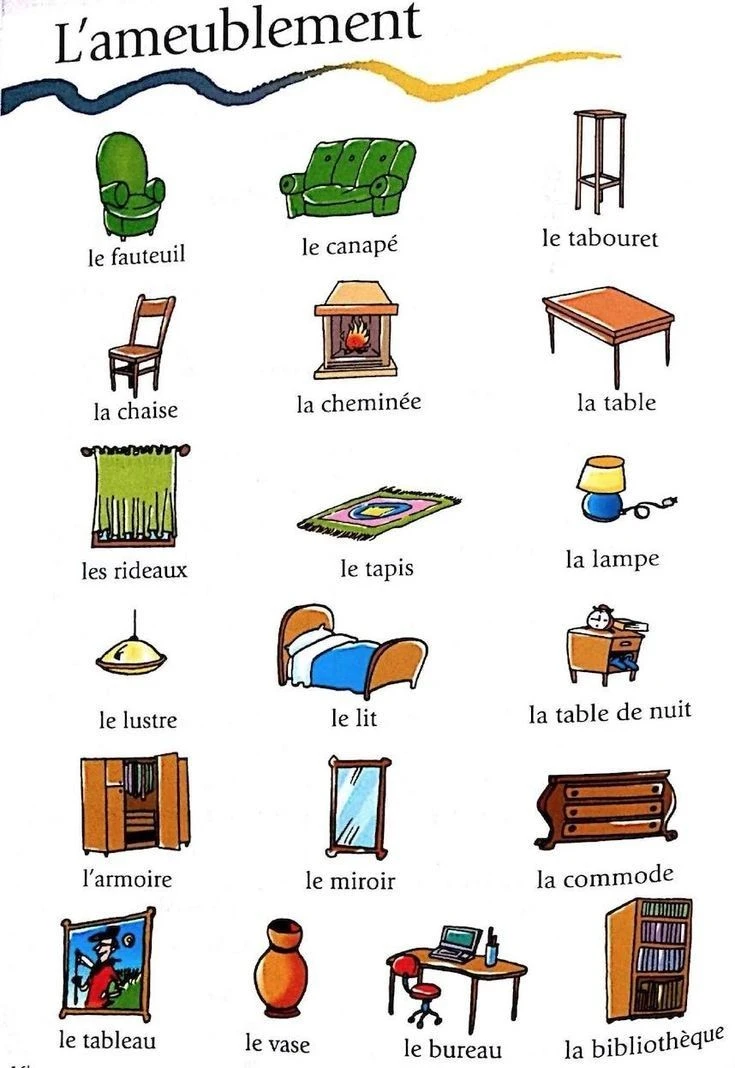 L'ameublement
le fauteuil
le canapé
le tabouret
la chaise
la cheminée
la table
les rideaux
le tapis
la lampe
le lustre
le lit
la table de nuit
l'armoire
le miroir
la commode
le tableau
le vase
le bureau
la bibliothèque